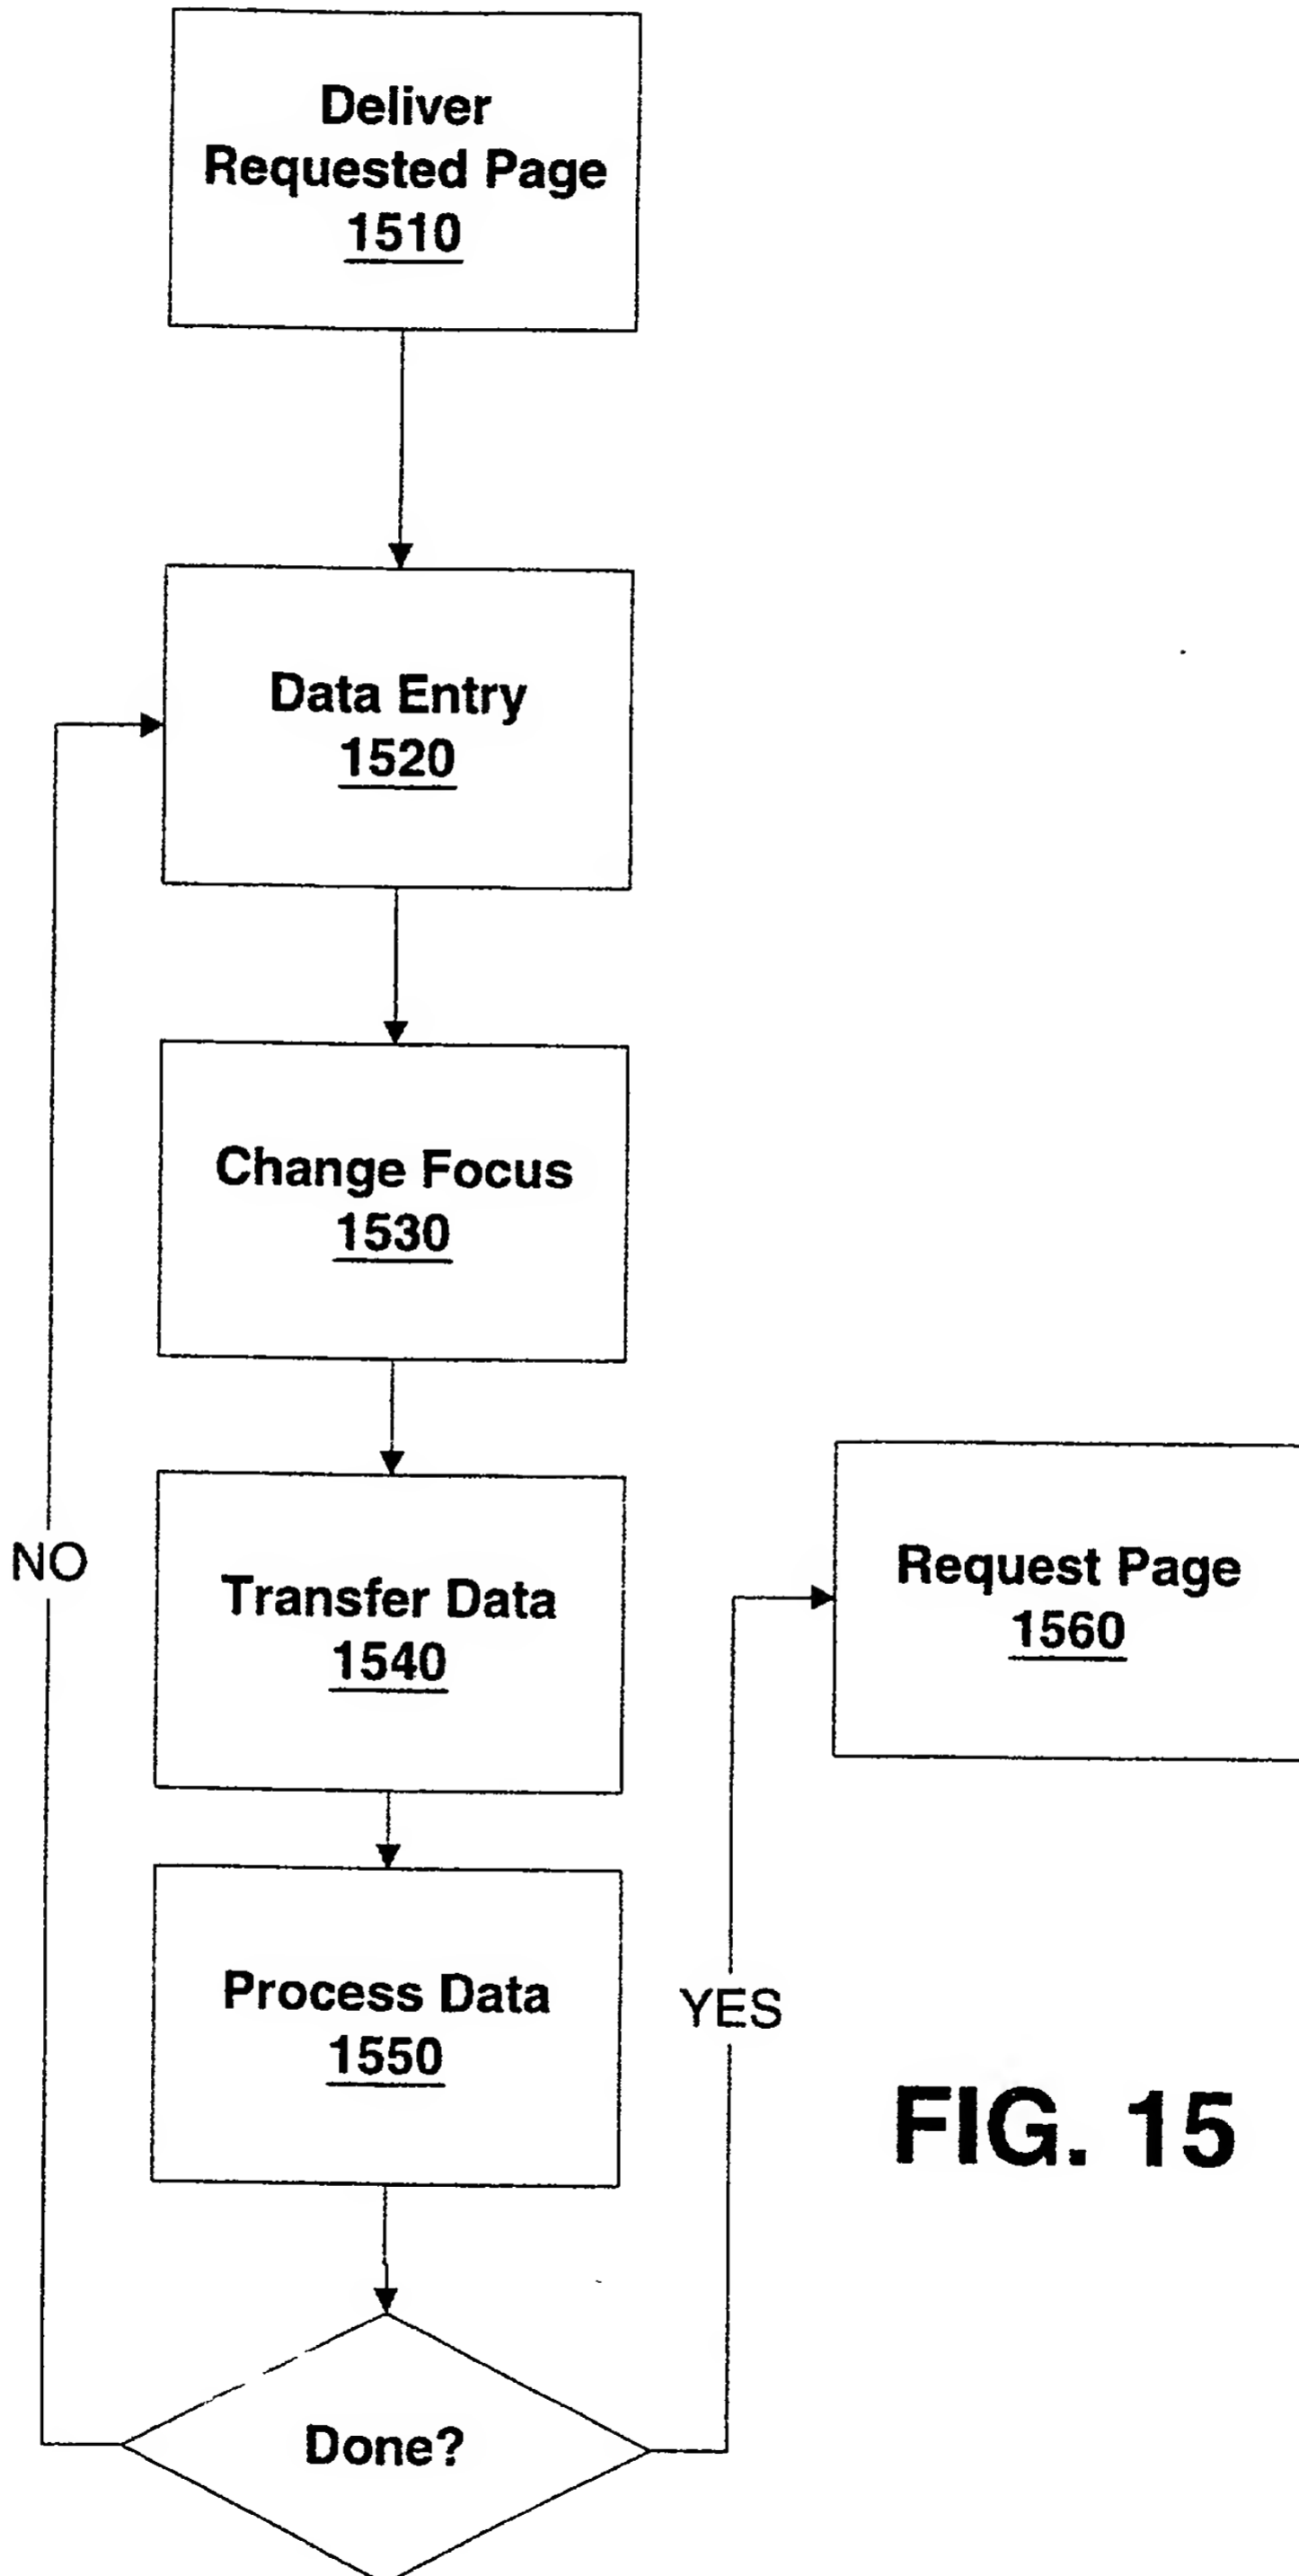 Deliver
Requested Page
1510
Data Entry
1520
Change Focus
1530
NO
Transfer Data
1540
Request Page
1560
Process Data
1550
YES
FIG. 15
Done?